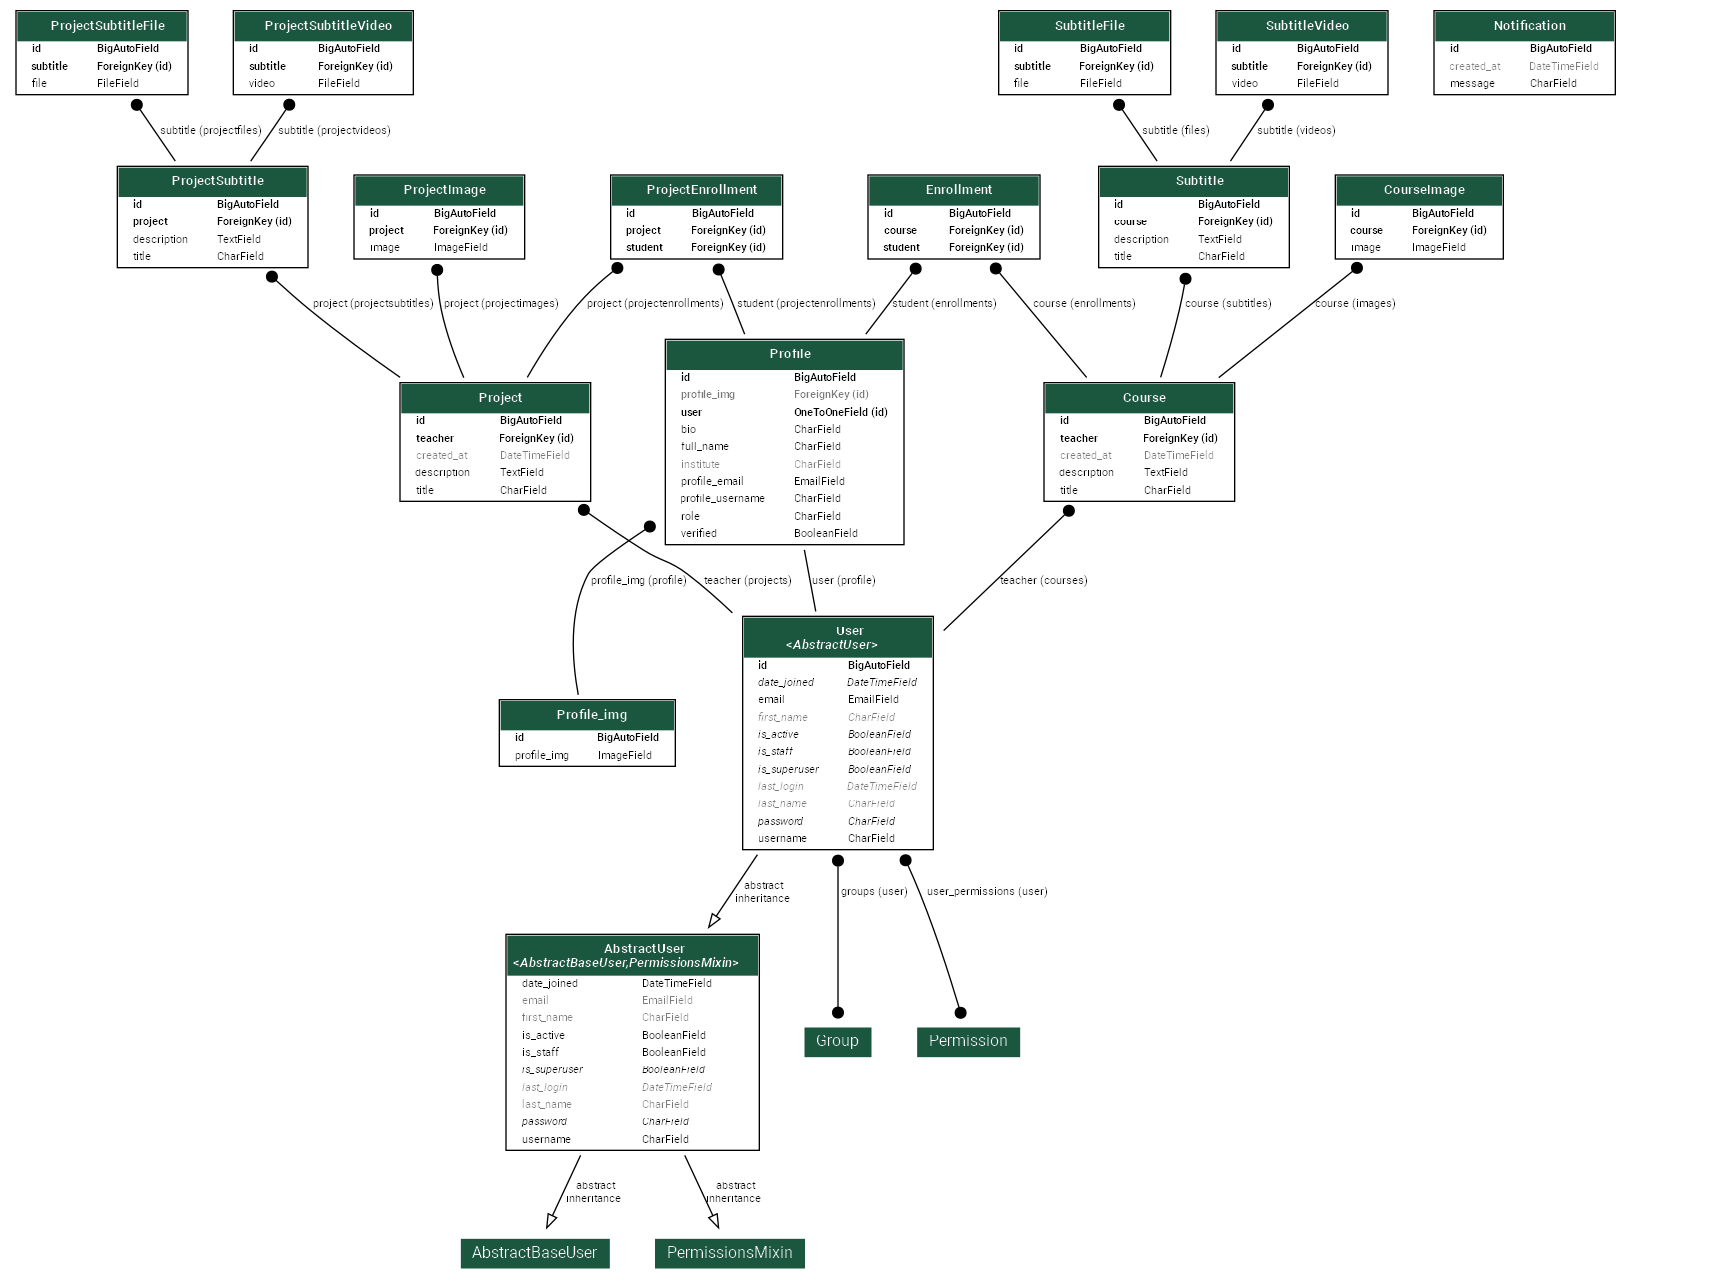 ProjectSubtitleFile
id BigAutoField
subtitle ForeignKey (id)
file FileField
ProjectSubtitleVideo
id BigAutoField
subtitle ForeignKey (id)
video FileField
SubtitleFile
id BigAutoField
subtitle ForeignKey (id)
file FileField
SubtitleVideo
id BigAutoField
subtitle ForeignKey (id)
video FileField
Notification
id BigAutoField
created_at DateTimeField
message CharField
subtitle (projectfiles)
subtitle (projectvideos)
subtitle (files)
subtitle (videos)
ProjectSubtitle
id BigAutoField
project ForeignKey (id)
description TextField
title CharField
ProjectImage
id BigAutoField
project ForeignKey (id)
image ImageField
ProjectEnrollment
id BigAutoField
project ForeignKey (id)
student ForeignKey (id)
Enrollment
id BigAutoField
course ForeignKey (id)
student ForeignKey (id)
Subtitle
id BigAutoField
course ForeignKey (id)
description TextField
title CharField
CourseImage
id BigAutoField
course ForeignKey (id)
image ImageField
project (projectsubtitles)
project (projectimages)
project (projectenrollments)
student (projectenrollments)
student (enrollments)
course (enrollments)
course (subtitles)
course (images)
Project
id BigAutoField
teacher ForeignKey (id)
created_at DateTimeField
description TextField
title CharField
Profile
id BigAutoField
profile_img ForeignKey (id)
user OneToOneField (id)
bio CharField
full_name CharField
institute CharField
profile_email EmailField
profile_username CharField
role CharField
verified BooleanField
Course
id BigAutoField
teacher ForeignKey (id)
created_at DateTimeField
description TextField
title CharField
profile_img (profile)
teacher (projects)
user (profile)
teacher (courses)
Profile_img
id BigAutoField
profile_img ImageField
User
<AbstractUser>
id BigAutoField
date_joined DateTimeField
email EmailField
first_name CharField
is_active BooleanField
is_staff BooleanField
is_superuser BooleanField
last_login DateTimeField
last_name CharField
password CharField
username CharField
abstract
inheritance
groups (user)
user_permissions (user)
AbstractUser
<AbstractBaseUser,PermissionsMixin>
date_joined DateTimeField
email EmailField
first_name CharField
is_active BooleanField
is_staff BooleanField
is_superuser BooleanField
last_login DateTimeField
last_name CharField
password CharField
username CharField
Group
Permission
abstract
inheritance
abstract
inheritance
AbstractBaseUser
PermissionsMixin